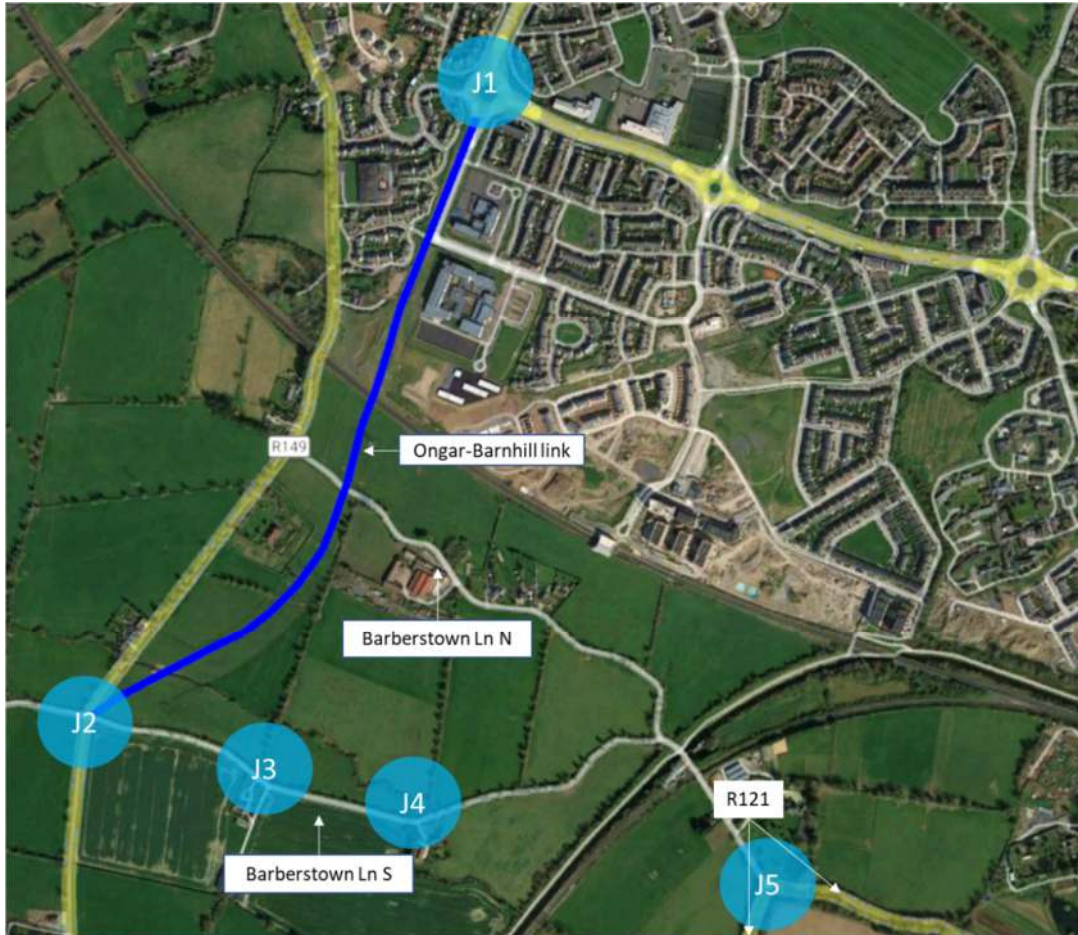 J1
R149
Ongar-Barnhill link
Barberstown Ln N
J2
J3
J4
R121
Barberstown Ln S
J5